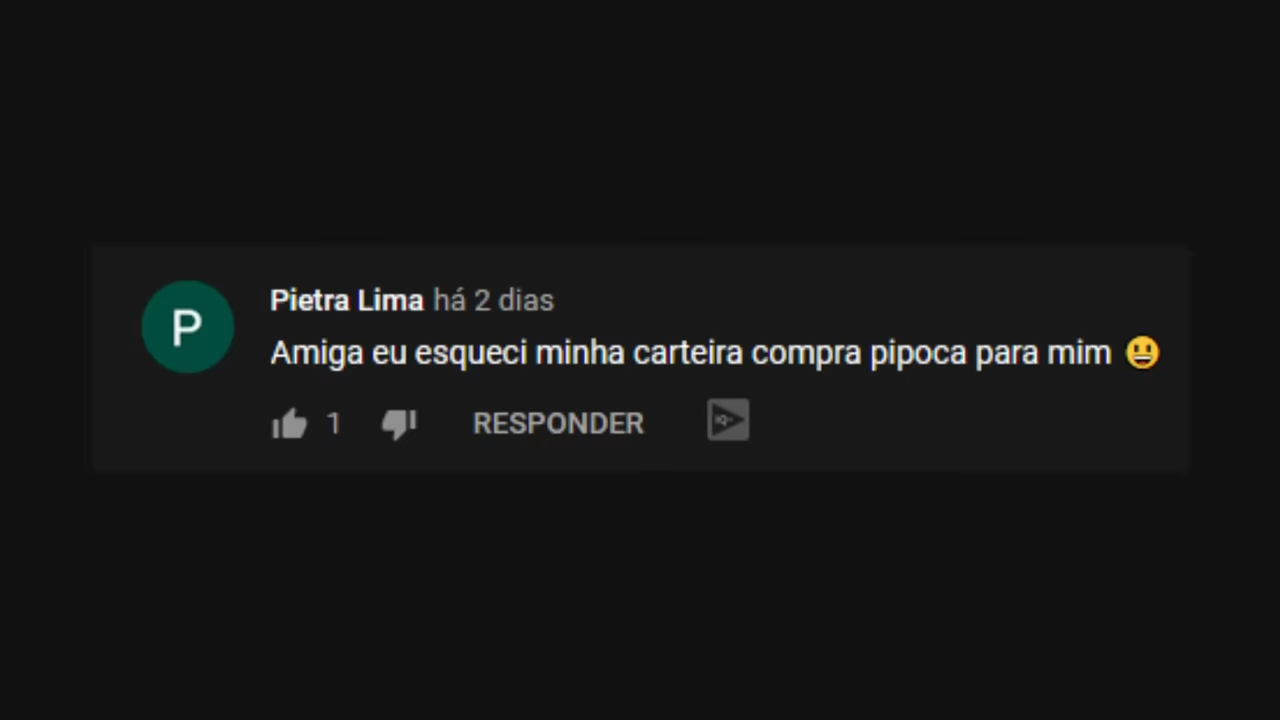 P
Pietra Lima há 2 dias
Amiga eu esqueci minha carteira compra pipoca para mim 😃
1 RESPONDER